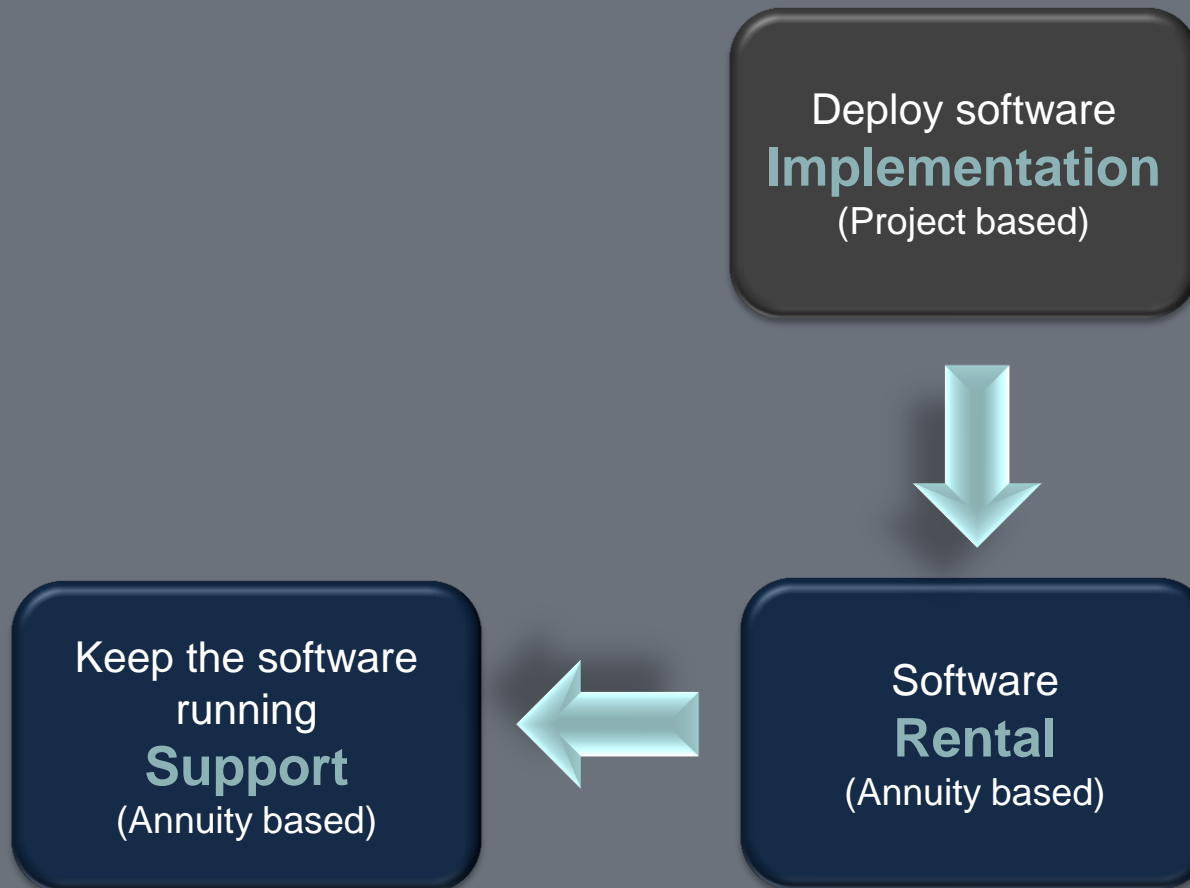 Deploy software
Implementation
(Project based)
Keep the software
running
Support
(Annuity based)
Software
Rental
(Annuity based)